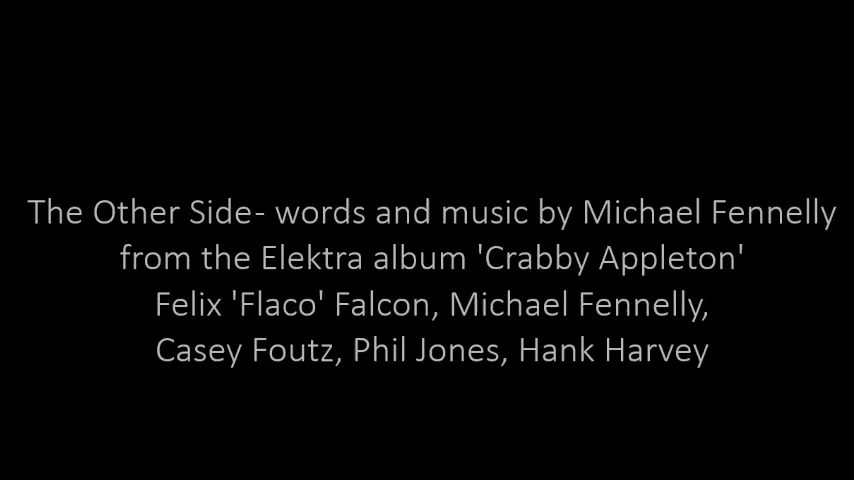 The Other Side- words and music by Michael Fennelly
from the Elektra album 'Crabby Appleton'
Felix 'Flaco' Falcon, Michael Fennelly,
Casey Foutz, Phil Jones, Hank Harvey